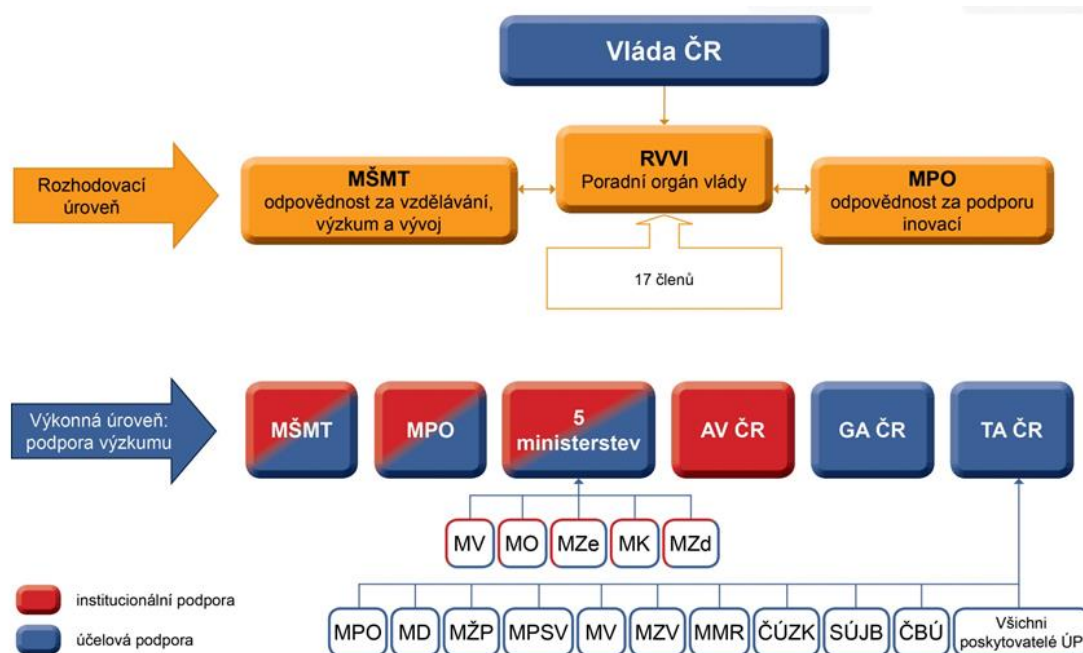 Vláda ČR
Rozhodovací
úroveň
MŠMT
odpovědnost za vzdělávání,
výzkum a vývoj
RVVI
Poradní orgán vlády
MPO
odpovědnost za podporu
inovací
17 členů
Výkonná úroveň:
podpora výzkumu
MŠMT
MPO
5
ministerstev
AV ČR
GA ČR
TA ČR
MV
MO
MZe
MK
MZd
institucionální podpora
účelová podpora
MPO
MD
MŽP
MPSV
MV
MZV
MMR
ČÚZK
SÚJB
ČBÚ
Všichni
poskytovatelé ÚP